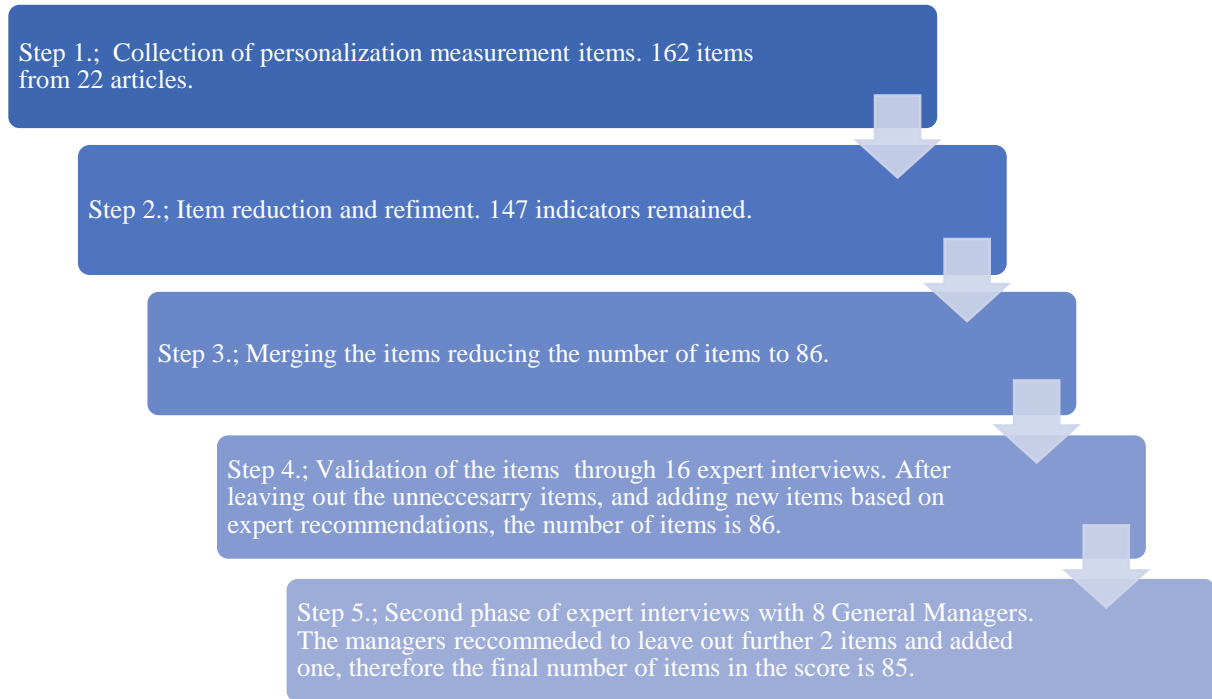 Step 1.; Collection of personalization measurement items. 162 items
from 22 articles.
Step 2.; Item reduction and refiment. 147 indicators remained.
Step 3.; Merging the items reducing the number of items to 86.
Step 4.; Validation of the items through 16 expert interviews. After
leaving out the unneccesarry items, and adding new items based on
expert recommendations, the number of items is 86.
Step 5.; Second phase of expert interviews with 8 General Managers.
The managers reccommeded to leave out further 2 items and added
one, therefore the final number of items in the score is 85.